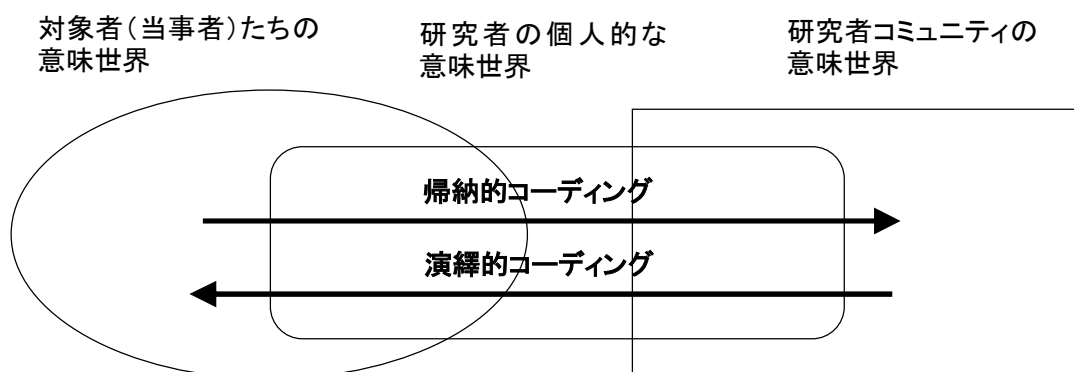 対象者（当事者）たちの
意味世界
研究者の個人的な
意味世界
研究者コミュニティの
意味世界
帰納的コーディング
演繹的コーディング